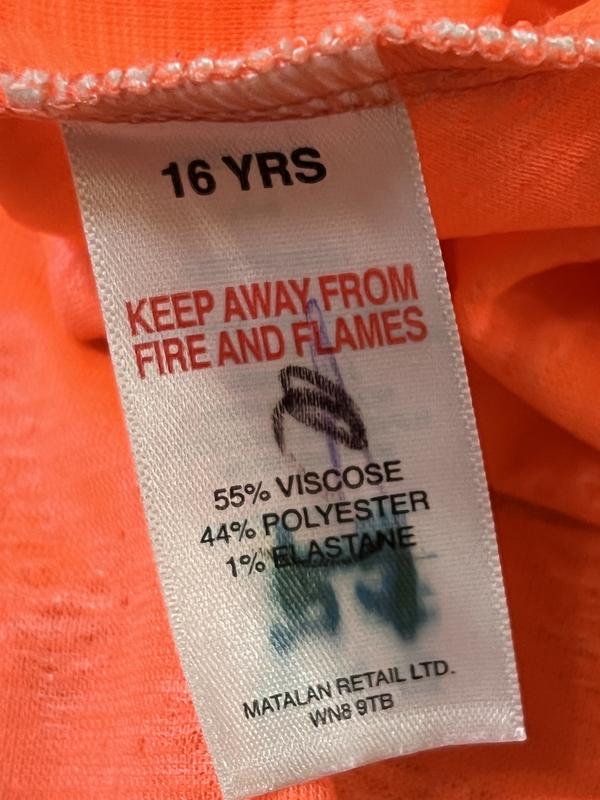 16 YRS
KEEP AWAY FROM
FIRE AND FLAMES
55% VISCOSE
44% POLYESTER
1% ELASTANE
MATALAN RETAIL LTD.
WN8 9TB